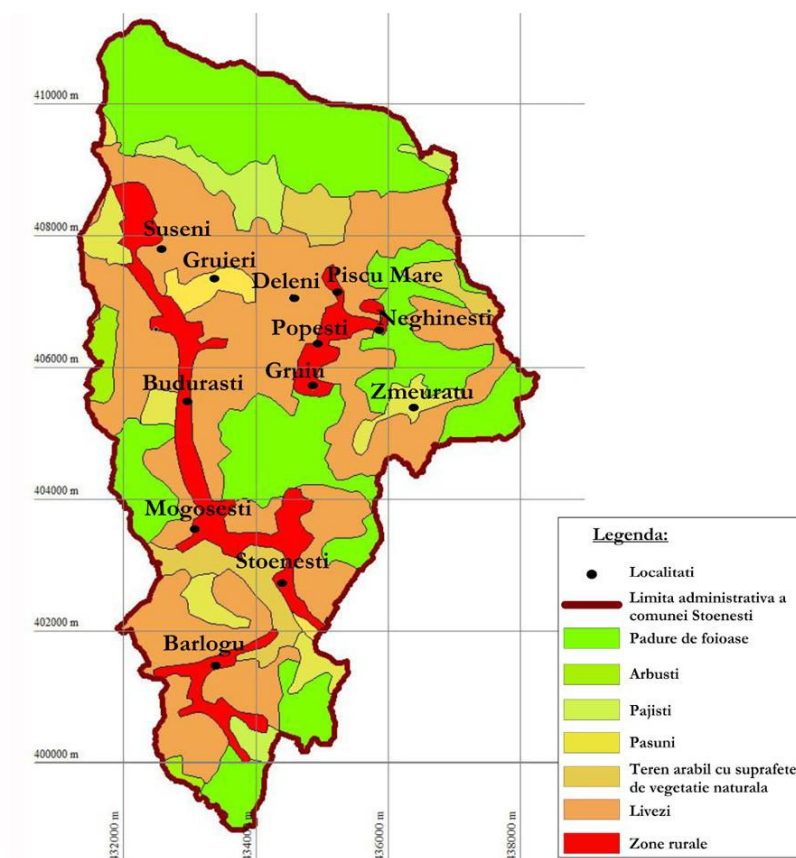 410000 m
408000 m
Suseni
Gruieri
Deleni
Piscu Mare
Popesti
Neghinesti
406000 m
Gruiu
Budurasti
Zmeuratu
404000 m
Mogosesti
Stoenesti
402000 m
Barlogu
400000 m
432000 m
434000 m
436000 m
438000 m
Legenda:
Localitati
Limita administrativa a
comunei Stoenesti
Padure de foioase
Arbusti
Pajisti
Pasuni
Teren arabil cu suprafete
de vegetatie naturala
Livezi
Zone rurale